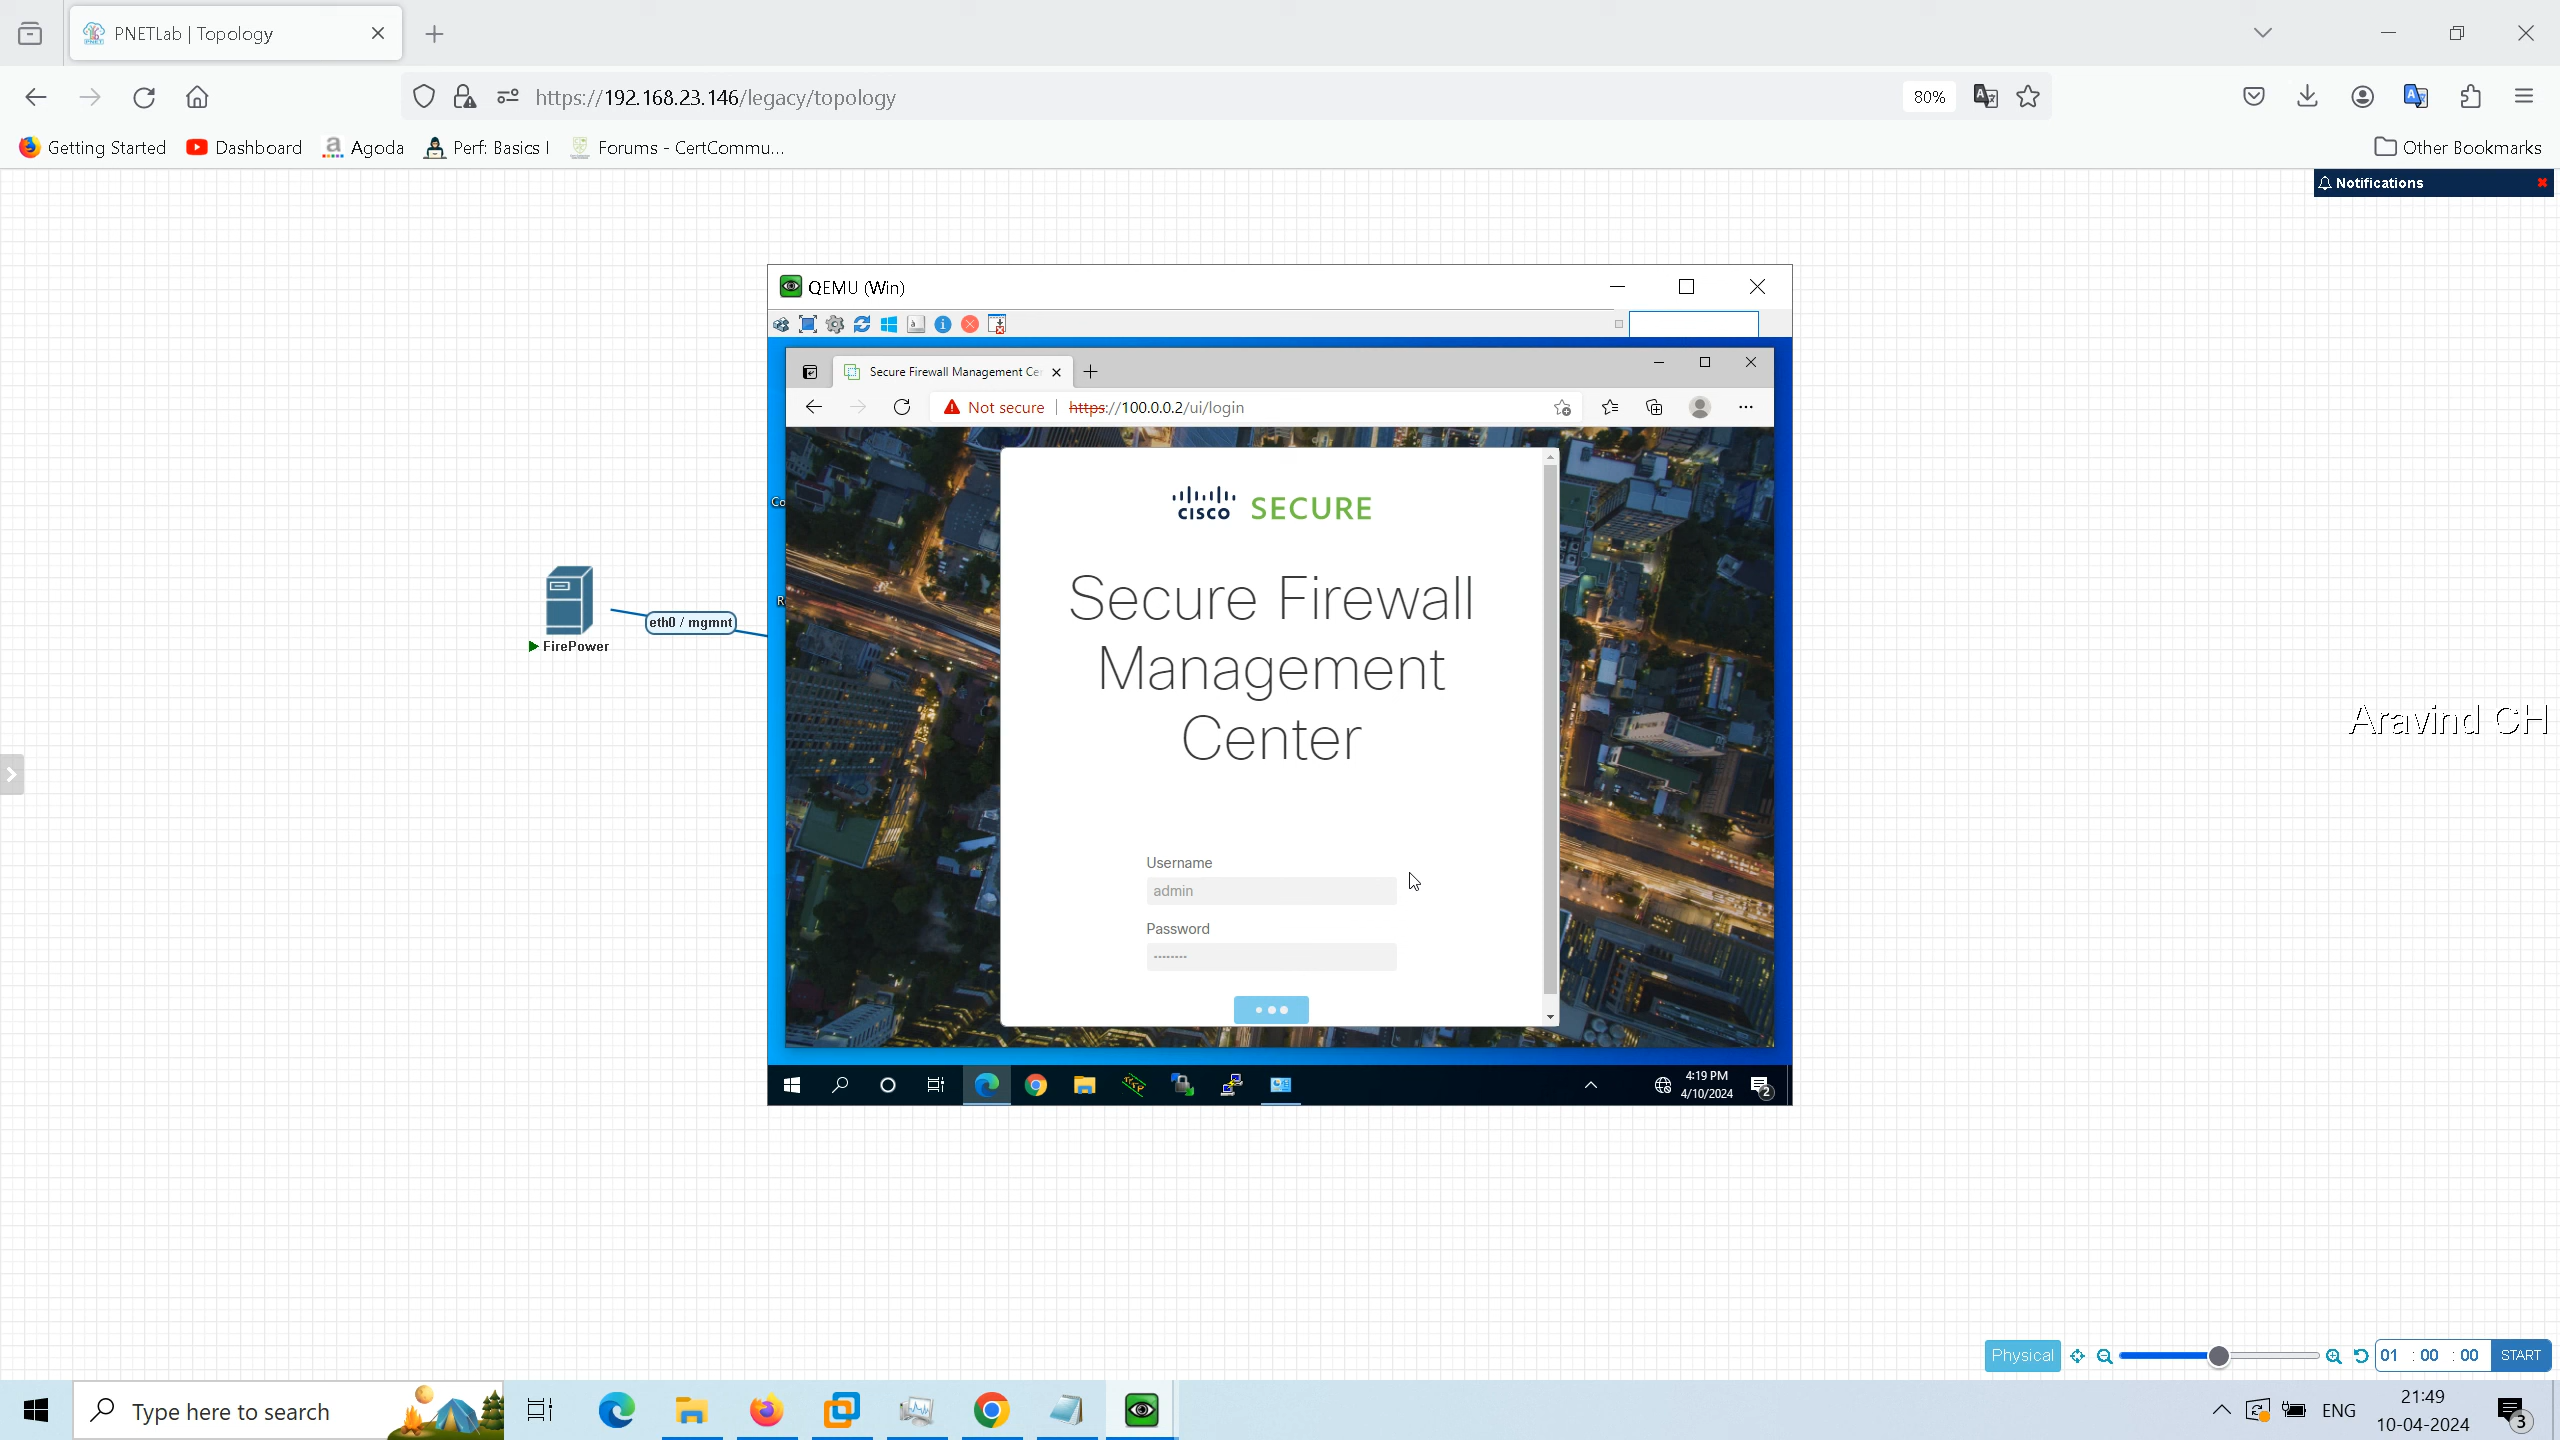 PNETLab | Topology
https://192.168.23.146/legacy/topology
80%
Getting Started
Dashboard
Agoda
Perf: Basics I
Forums - CertCommu...
Other Bookmarks
Notifications
QEMU (Win)
Secure Firewall Management Ce
Not secure
https://100.0.0.2/ui/login
Co
R
CISCO SECURE
Secure Firewall
Management
Center
Username
admin
Password
eth0 / mgmnt
FirePower
Aravind CH
4:19 PM
4/10/2024
2
Physical
01 : 00 : 00
START
Type here to search
ENG
21:49
10-04-2024
3